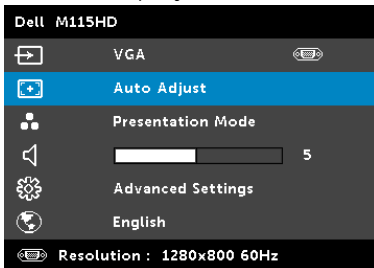 Dell M115HD
VGA
Auto Adjust
Presentation Mode
5
Advanced Settings
English
Resolution : 1280x800 60Hz